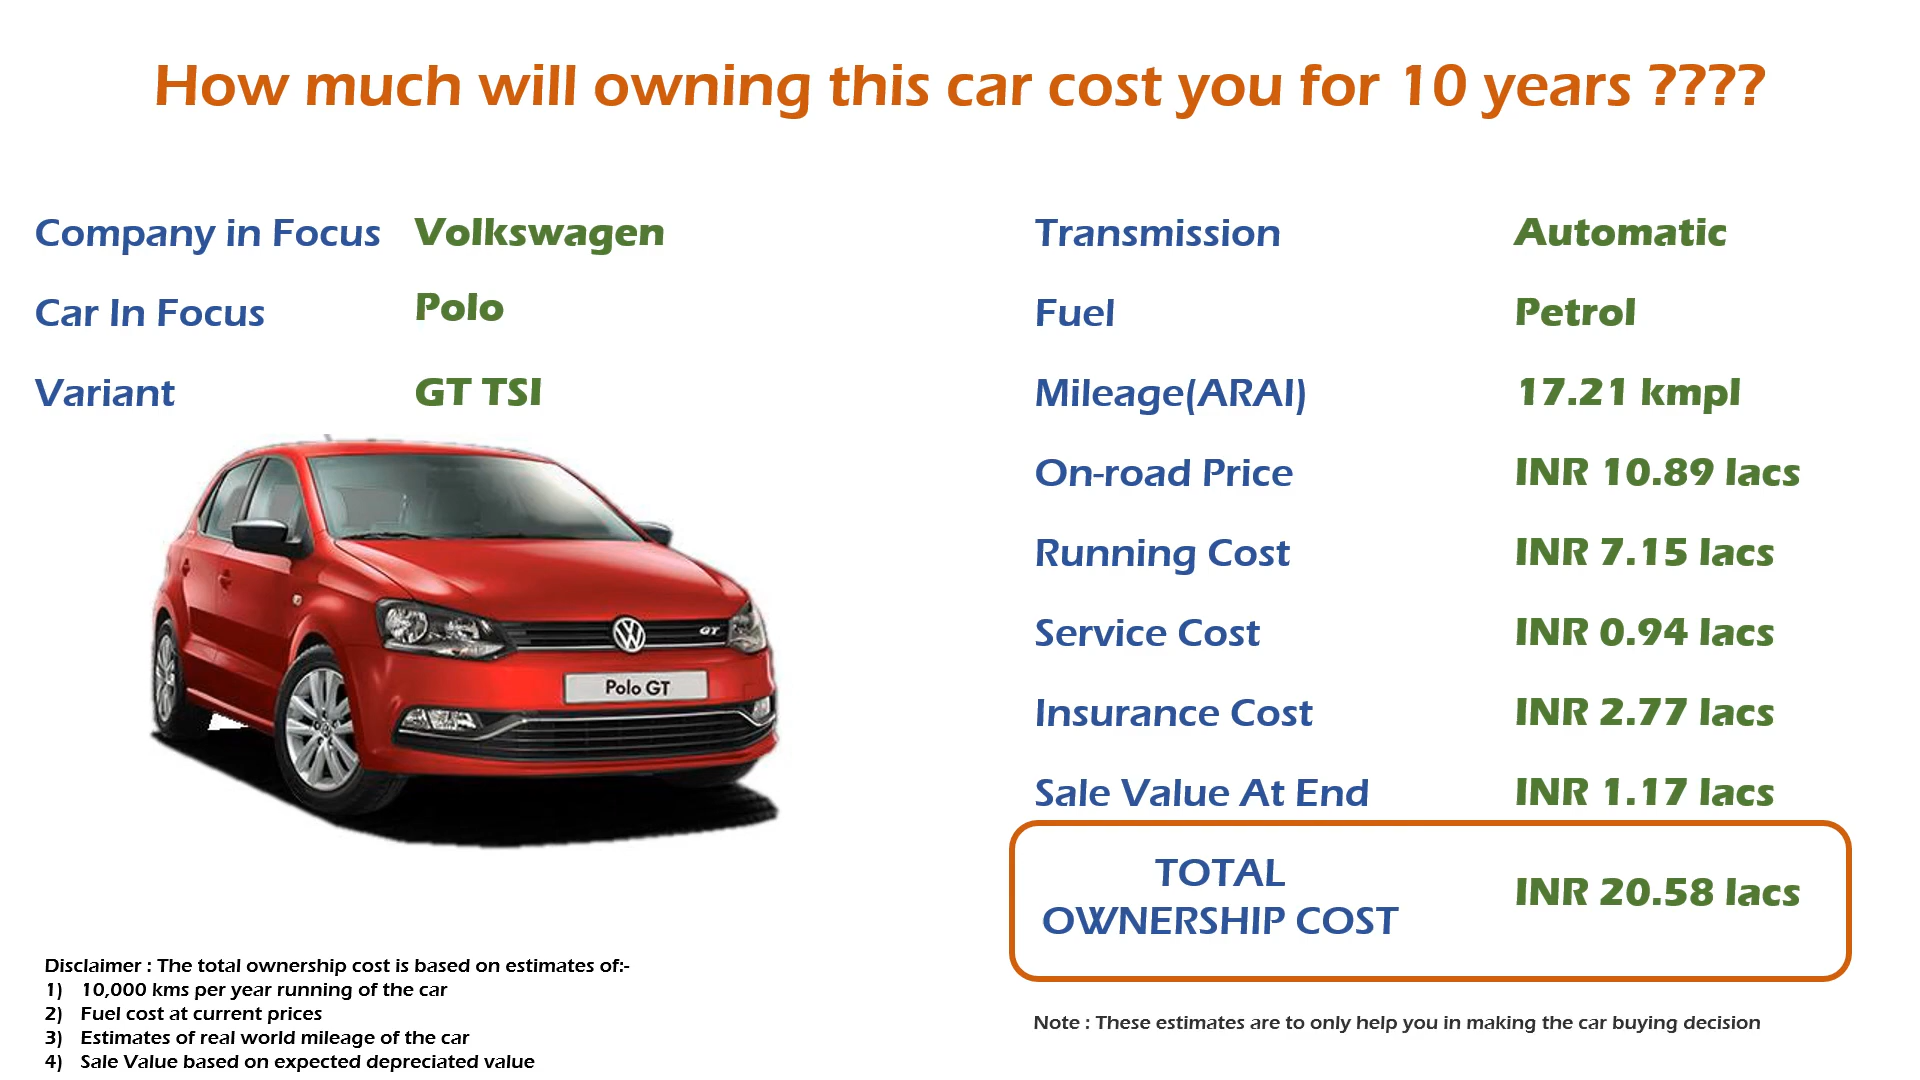 How much will owning this car cost you for 10 years ????
Company in Focus Volkswagen
Car In Focus Polo
Variant GT TSI
GT
Polo GT
Transmission Automatic
Fuel Petrol
Mileage(ARAI) 17.21 kmpl
On-road Price INR 10.89 lacs
Running Cost INR 7.15 lacs
Service Cost INR 0.94 lacs
Insurance Cost INR 2.77 lacs
Sale Value At End INR 1.17 lacs
TOTAL
OWNERSHIP COST INR 20.58 lacs
Disclaimer : The total ownership cost is based on estimates of:-
1) 10,000 kms per year running of the car
2) Fuel cost at current prices
3) Estimates of real world mileage of the car
4) Sale Value based on expected depreciated value
Note : These estimates are to only help you in making the car buying decision